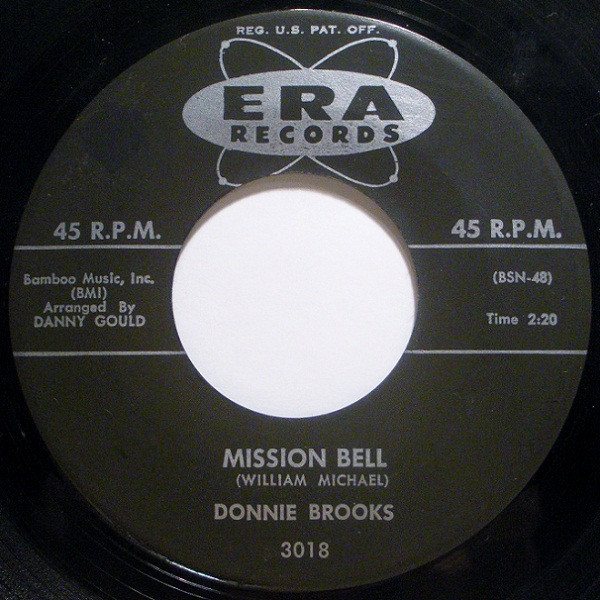 REG. U.S. PAT. OFF.
ERA
RECORDS
45 R.P.M.
45 R.P.M.
Bamboo Music, Inc.
(BMI)
Arranged By
DANNY GOULD
(BSN-48)
Time 2:20
MISSION BELL
(WILLIAM MICHAEL)
DONNIE BROOKS
3018